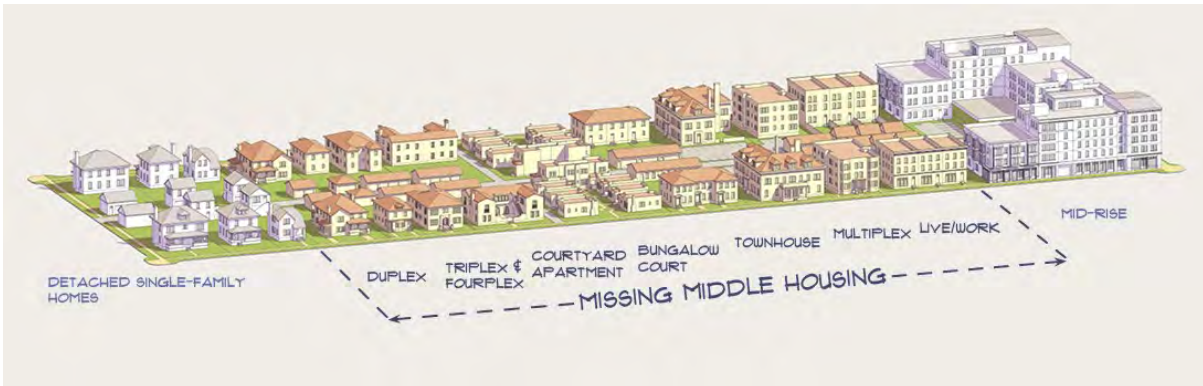 DETACHED SINGLE-FAMILY
HOMES
DUPLEX
TRIPLEX &
FOURPLEX
COURTYARD
APARTMENT
BUNGALOW
COURT
TOWNHOUSE
MULTIPLEX
LIVE/WORK
MID-RISE
MISSING MIDDLE HOUSING